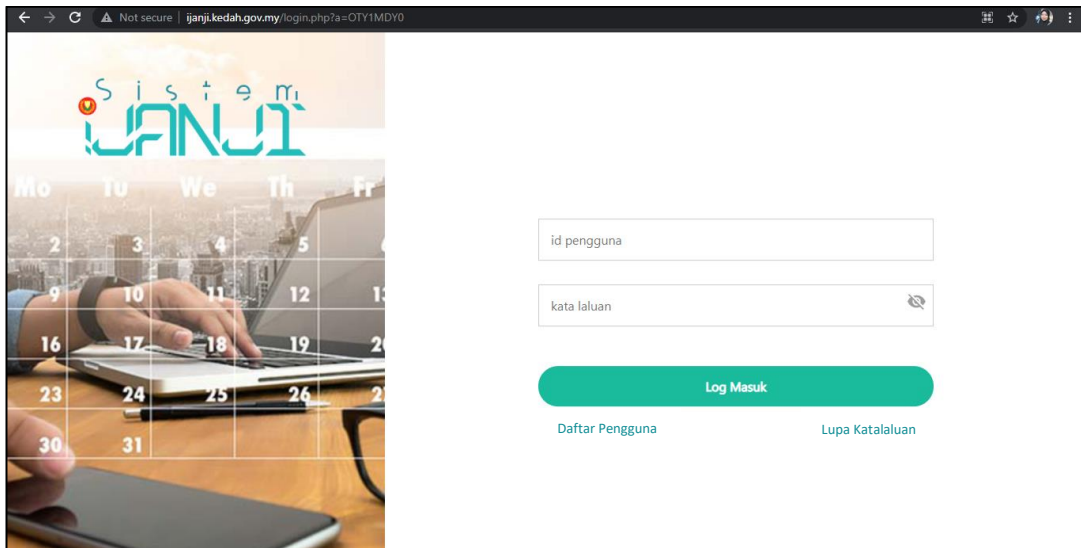 Not secure | ijanji.kedah.gov.my/login.php?a=OTY1MDY0
Sistem
iJANJI
Mo Tu We Th Fr
2 3 4 5
9 10 11 12
16 17 18 19
23 24 25 26
30 31
id pengguna
kata laluan
Log Masuk
Daftar Pengguna Lupa Katalaluan